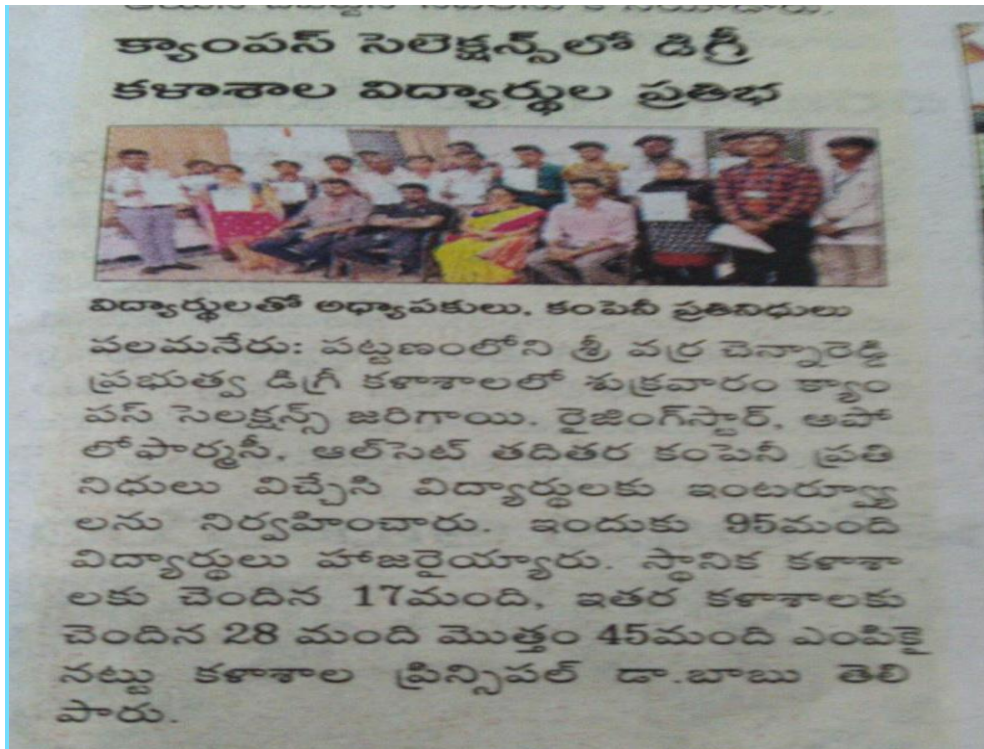 క్యాంపస్ సెలెక్షన్స్‌లో డిగ్రీ
కళాశాల విద్యార్థుల ప్రతిభ
విద్యార్థులతో అధ్యాపకులు, కంపెనీ ప్రతినిధులు
పలమనేరు: పట్టణంలోని శ్రీ వర్ర చెన్నారెడ్డి
ప్రభుత్వ డిగ్రీ కళాశాలలో శుక్రవారం క్యాం
పస్ సెలక్షన్స్ జరిగాయి. రైజింగ్‌స్టార్, అపో
లోఫార్మసీ, ఆల్‌సెట్ తదితర కంపెనీ ప్రతి
నిధులు విచ్చేసి విద్యార్థులకు ఇంటర్వ్యూ
లను నిర్వహించారు. ఇందుకు 95మంది
విద్యార్థులు హాజరైయ్యారు. స్థానిక కళాశా
లకు చెందిన 17మంది, ఇతర కళాశాలకు
చెందిన 28 మంది మొత్తం 45మంది ఎంపికై
నట్టు కళాశాల ప్రిన్సిపల్ డా.బాబు తెలి
పారు.